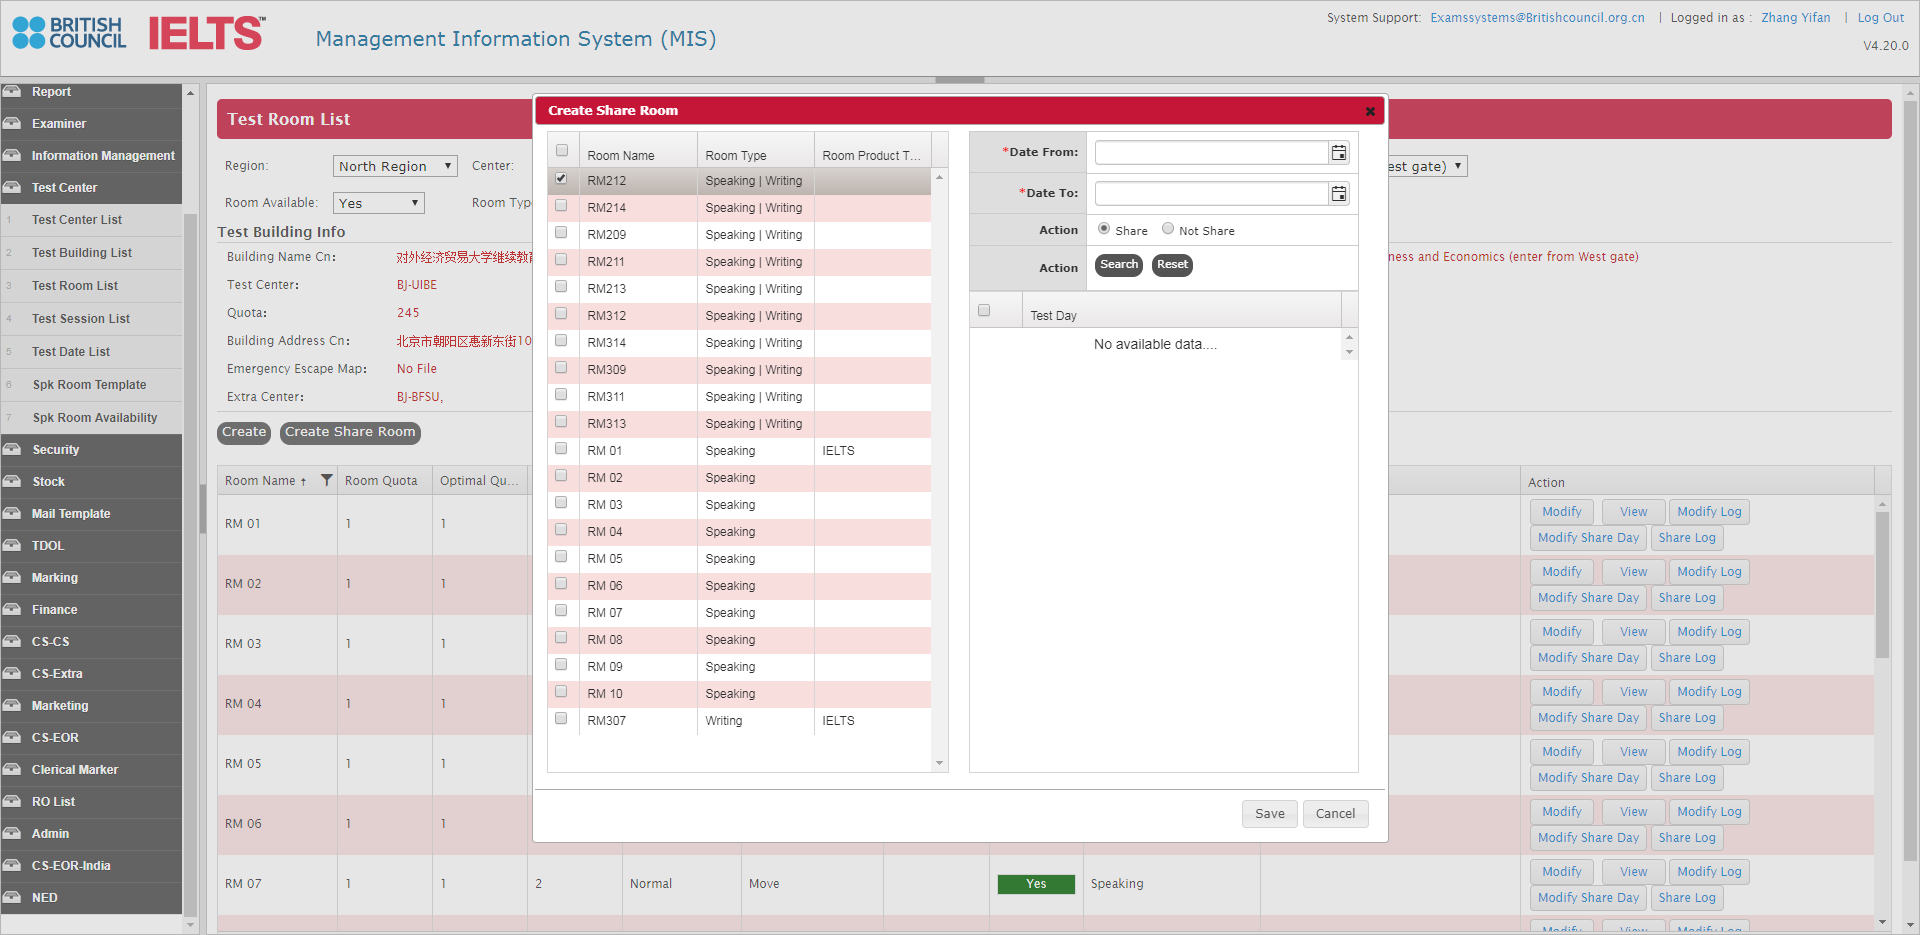 BRITISH COUNCIL IELTS™ Management Information System (MIS)
System Support: Examssystems@Britishcouncil.org.cn | Logged in as : Zhang Yifan | Log Out
V4.20.0
Report
Examiner
Information Management
Test Center
1 Test Center List
2 Test Building List
3 Test Room List
4 Test Session List
5 Test Date List
6 Spk Room Template
7 Spk Room Availability
Security
Stock
Mail Template
TDOL
Marking
Finance
CS-CS
CS-Extra
Marketing
CS-EOR
Clerical Marker
RO List
Admin
CS-EOR-India
NED
Test Room List
Region: North Region Center: est gate)
Room Available: Yes Room Typ
Test Building Info
Building Name Cn: 对外经济贸易大学继续教育 ness and Economics (enter from West gate)
Test Center: BJ-UIBE
Quota: 245
Building Address Cn: 北京市朝阳区惠新东街10
Emergency Escape Map: No File
Extra Center: BJ-BFSU,
Create Create Share Room
Room Name ↑ Room Quota Optimal Qu... Action
RM 01 1 1 Modify View Modify Log
Modify Share Day Share Log
RM 02 1 1 Modify View Modify Log
Modify Share Day Share Log
RM 03 1 1 Modify View Modify Log
Modify Share Day Share Log
RM 04 1 1 Modify View Modify Log
Modify Share Day Share Log
RM 05 1 1 Modify View Modify Log
Modify Share Day Share Log
RM 06 1 1 Modify View Modify Log
Modify Share Day Share Log
RM 07 1 1 2 Normal Move Yes Speaking Modify View Modify Log
Modify Share Day Share Log
Modify View Modify Log
Create Share Room
Room Name Room Type Room Product T...
RM212 Speaking | Writing
RM214 Speaking | Writing
RM209 Speaking | Writing
RM211 Speaking | Writing
RM213 Speaking | Writing
RM312 Speaking | Writing
RM314 Speaking | Writing
RM309 Speaking | Writing
RM311 Speaking | Writing
RM313 Speaking | Writing
RM 01 Speaking IELTS
RM 02 Speaking
RM 03 Speaking
RM 04 Speaking
RM 05 Speaking
RM 06 Speaking
RM 07 Speaking
RM 08 Speaking
RM 09 Speaking
RM 10 Speaking
RM307 Writing IELTS
*Date From:
*Date To:
Action Share Not Share
Action Search Reset
Test Day
No available data....
Save Cancel